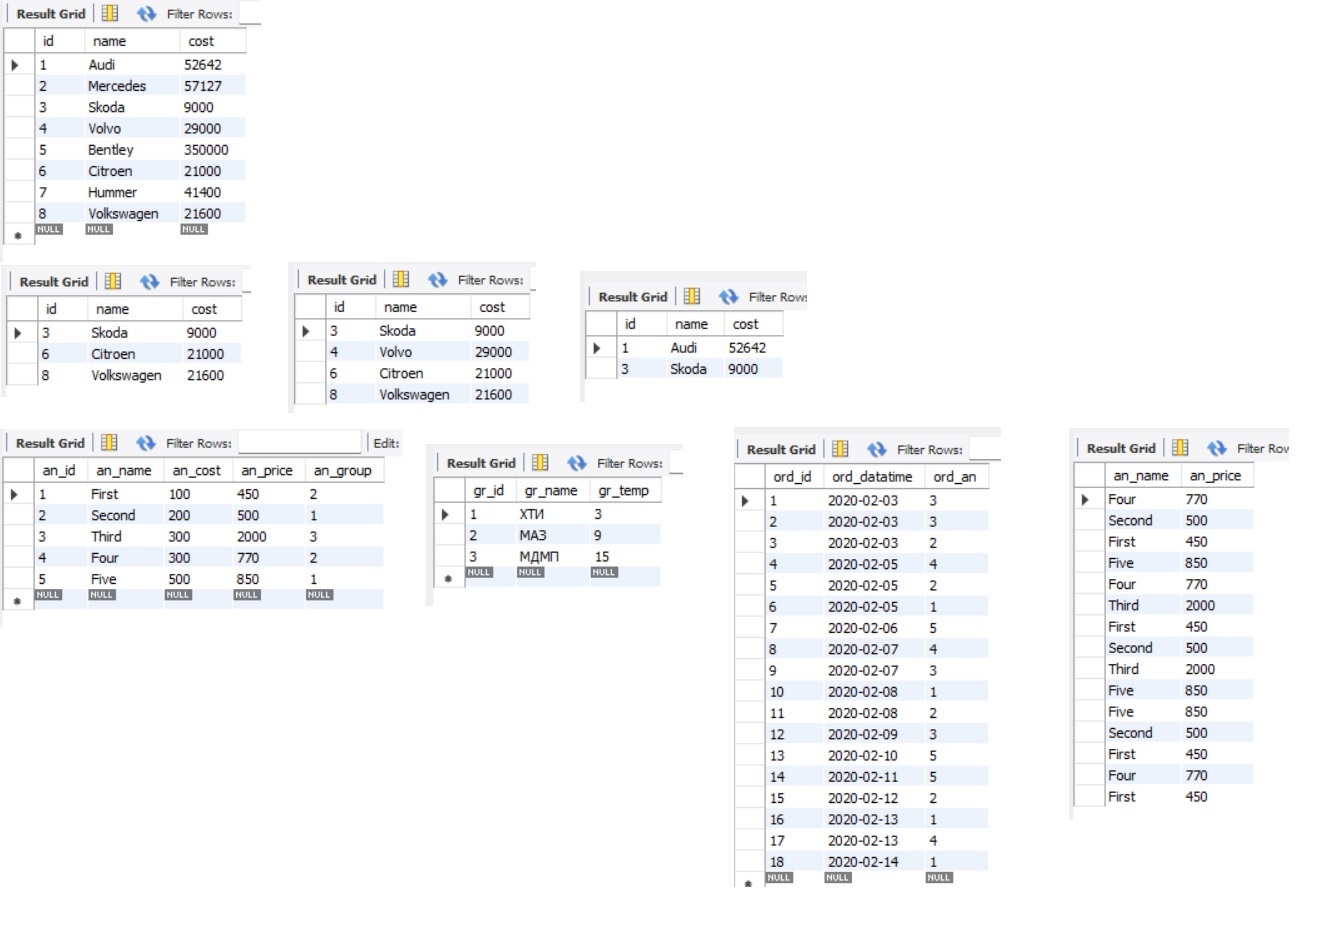 Result Grid Filter Rows:
id name cost
1 Audi 52642
2 Mercedes 57127
3 Skoda 9000
4 Volvo 29000
5 Bentley 350000
6 Citroen 21000
7 Hummer 41400
8 Volkswagen 21600
NULL NULL NULL
Result Grid Filter Rows:
id name cost
3 Skoda 9000
6 Citroen 21000
8 Volkswagen 21600
Result Grid Filter Rows:
id name cost
3 Skoda 9000
4 Volvo 29000
6 Citroen 21000
8 Volkswagen 21600
Result Grid Filter Rows
id name cost
1 Audi 52642
3 Skoda 9000
Result Grid Filter Rows: Edit:
an_id an_name an_cost an_price an_group
1 First 100 450 2
2 Second 200 500 1
3 Third 300 2000 3
4 Four 300 770 2
5 Five 500 850 1
NULL NULL NULL NULL NULL
Result Grid Filter Rows:
gr_id gr_name gr_temp
1 ХТИ 3
2 МАЗ 9
3 МДМП 15
NULL NULL NULL
Result Grid Filter Rows:
ord_id ord_datatime ord_an
1 2020-02-03 3
2 2020-02-03 3
3 2020-02-03 2
4 2020-02-05 4
5 2020-02-05 2
6 2020-02-05 1
7 2020-02-06 5
8 2020-02-07 4
9 2020-02-07 3
10 2020-02-08 1
11 2020-02-08 2
12 2020-02-09 3
13 2020-02-10 5
14 2020-02-11 5
15 2020-02-12 2
16 2020-02-13 1
17 2020-02-13 4
18 2020-02-14 1
NULL NULL NULL
Result Grid Filter Row
an_name an_price
Four 770
Second 500
First 450
Five 850
Four 770
Third 2000
First 450
Second 500
Third 2000
Five 850
Five 850
Second 500
First 450
Four 770
First 450